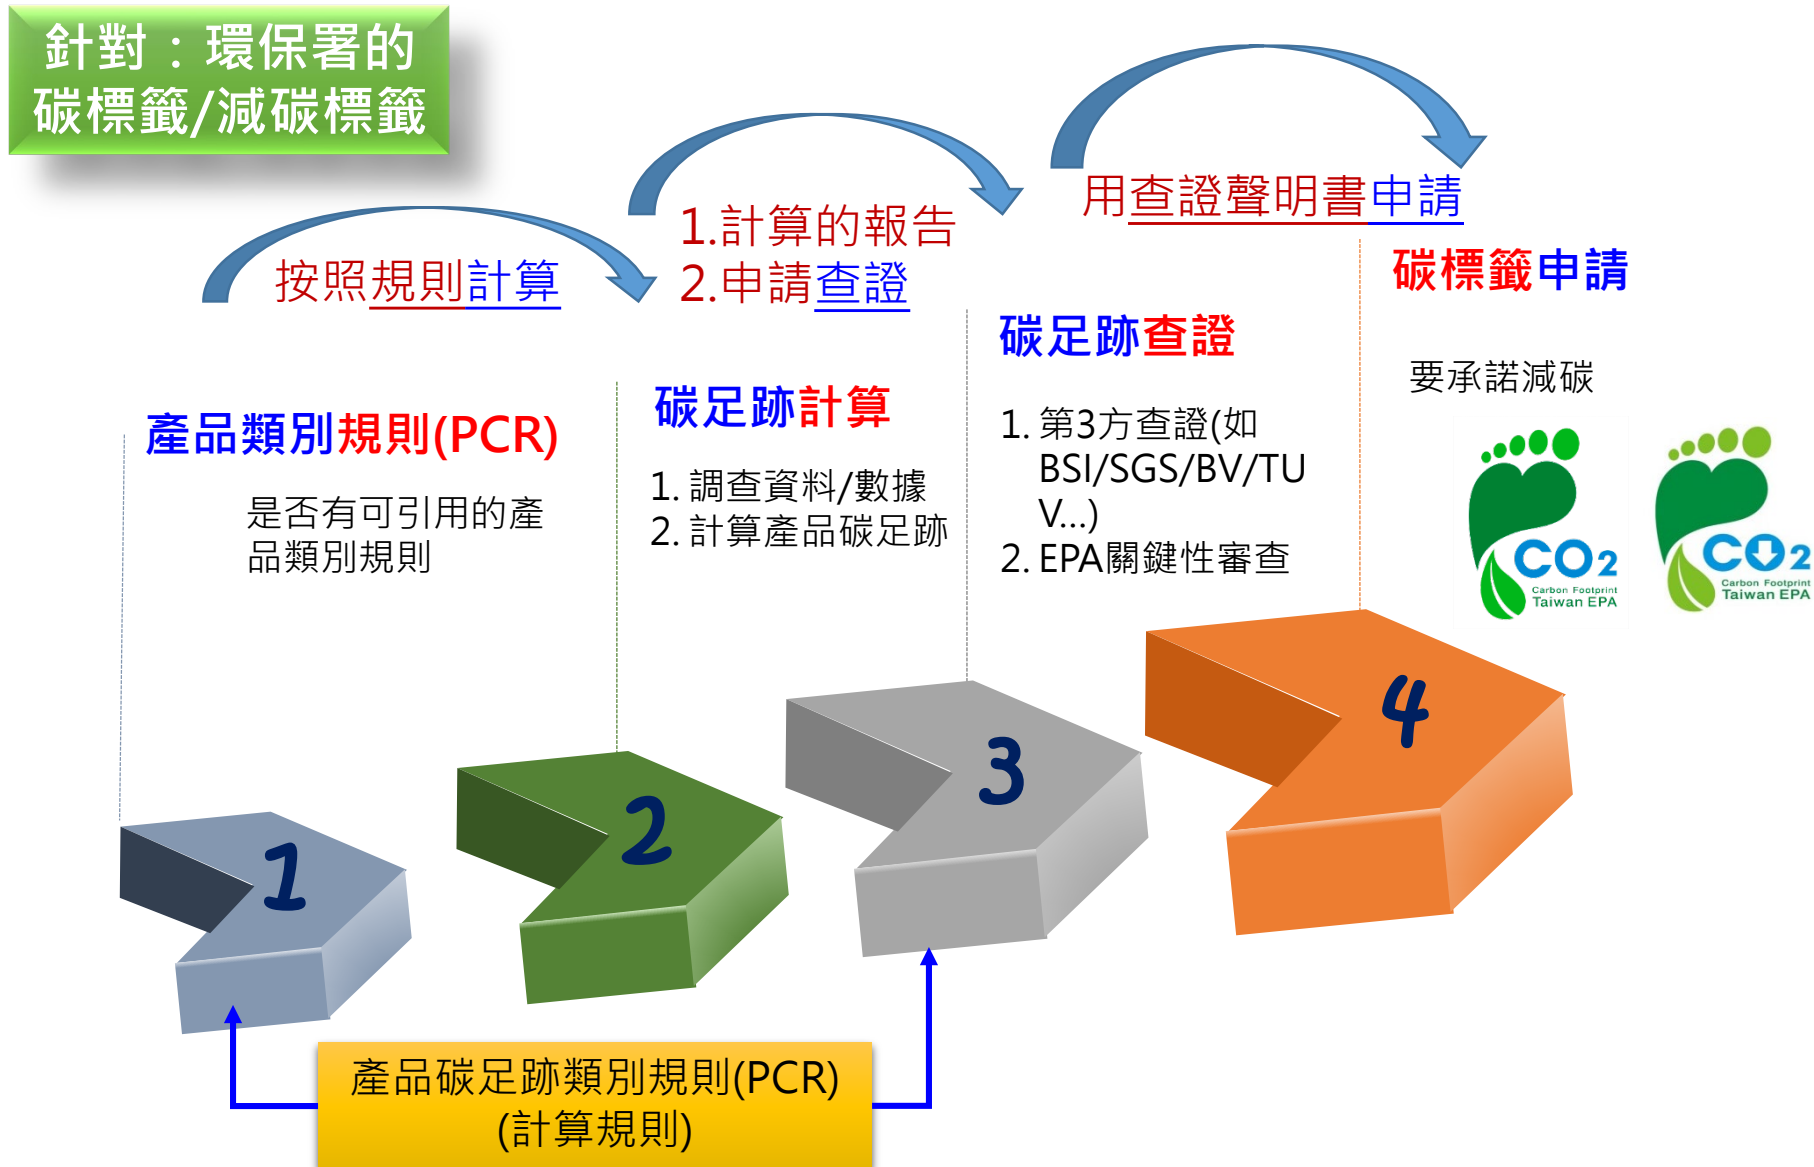 針對：環保署的
碳標籤/減碳標籤
按照規則計算
1.計算的報告
2.申請查證
用查證聲明書申請
產品類別規則(PCR)
是否有可引用的產
品類別規則
碳足跡計算
1. 調查資料/數據
2. 計算產品碳足跡
碳足跡查證
1. 第3方查證(如
BSI/SGS/BV/TU
V...)
2. EPA關鍵性審查
碳標籤申請
要承諾減碳
CO2
Carbon Footprint
Taiwan EPA
CO2
Carbon Footprint
Taiwan EPA
1
2
3
4
產品碳足跡類別規則(PCR)
(計算規則)